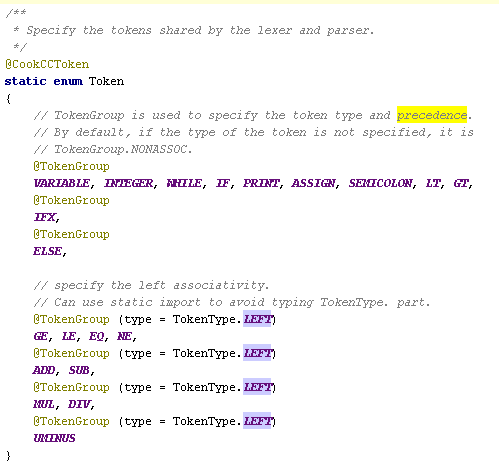 /**
 * Specify the tokens shared by the lexer and parser.
 */
@CookCCToken
static enum Token
{
    // TokenGroup is used to specify the token type and precedence.
    // By default, if the type of the token is not specified, it is
    // TokenGroup.NONASSOC.
    @TokenGroup
    VARIABLE, INTEGER, WHILE, IF, PRINT, ASSIGN, SEMICOLON, LT, GT,
    @TokenGroup
    IFX,
    @TokenGroup
    ELSE,

    // specify the left associativity.
    // Can use static import to avoid typing TokenType. part.
    @TokenGroup (type = TokenType.LEFT)
    GE, LE, EQ, NE,
    @TokenGroup (type = TokenType.LEFT)
    ADD, SUB,
    @TokenGroup (type = TokenType.LEFT)
    MUL, DIV,
    @TokenGroup (type = TokenType.LEFT)
    UMINUS
}